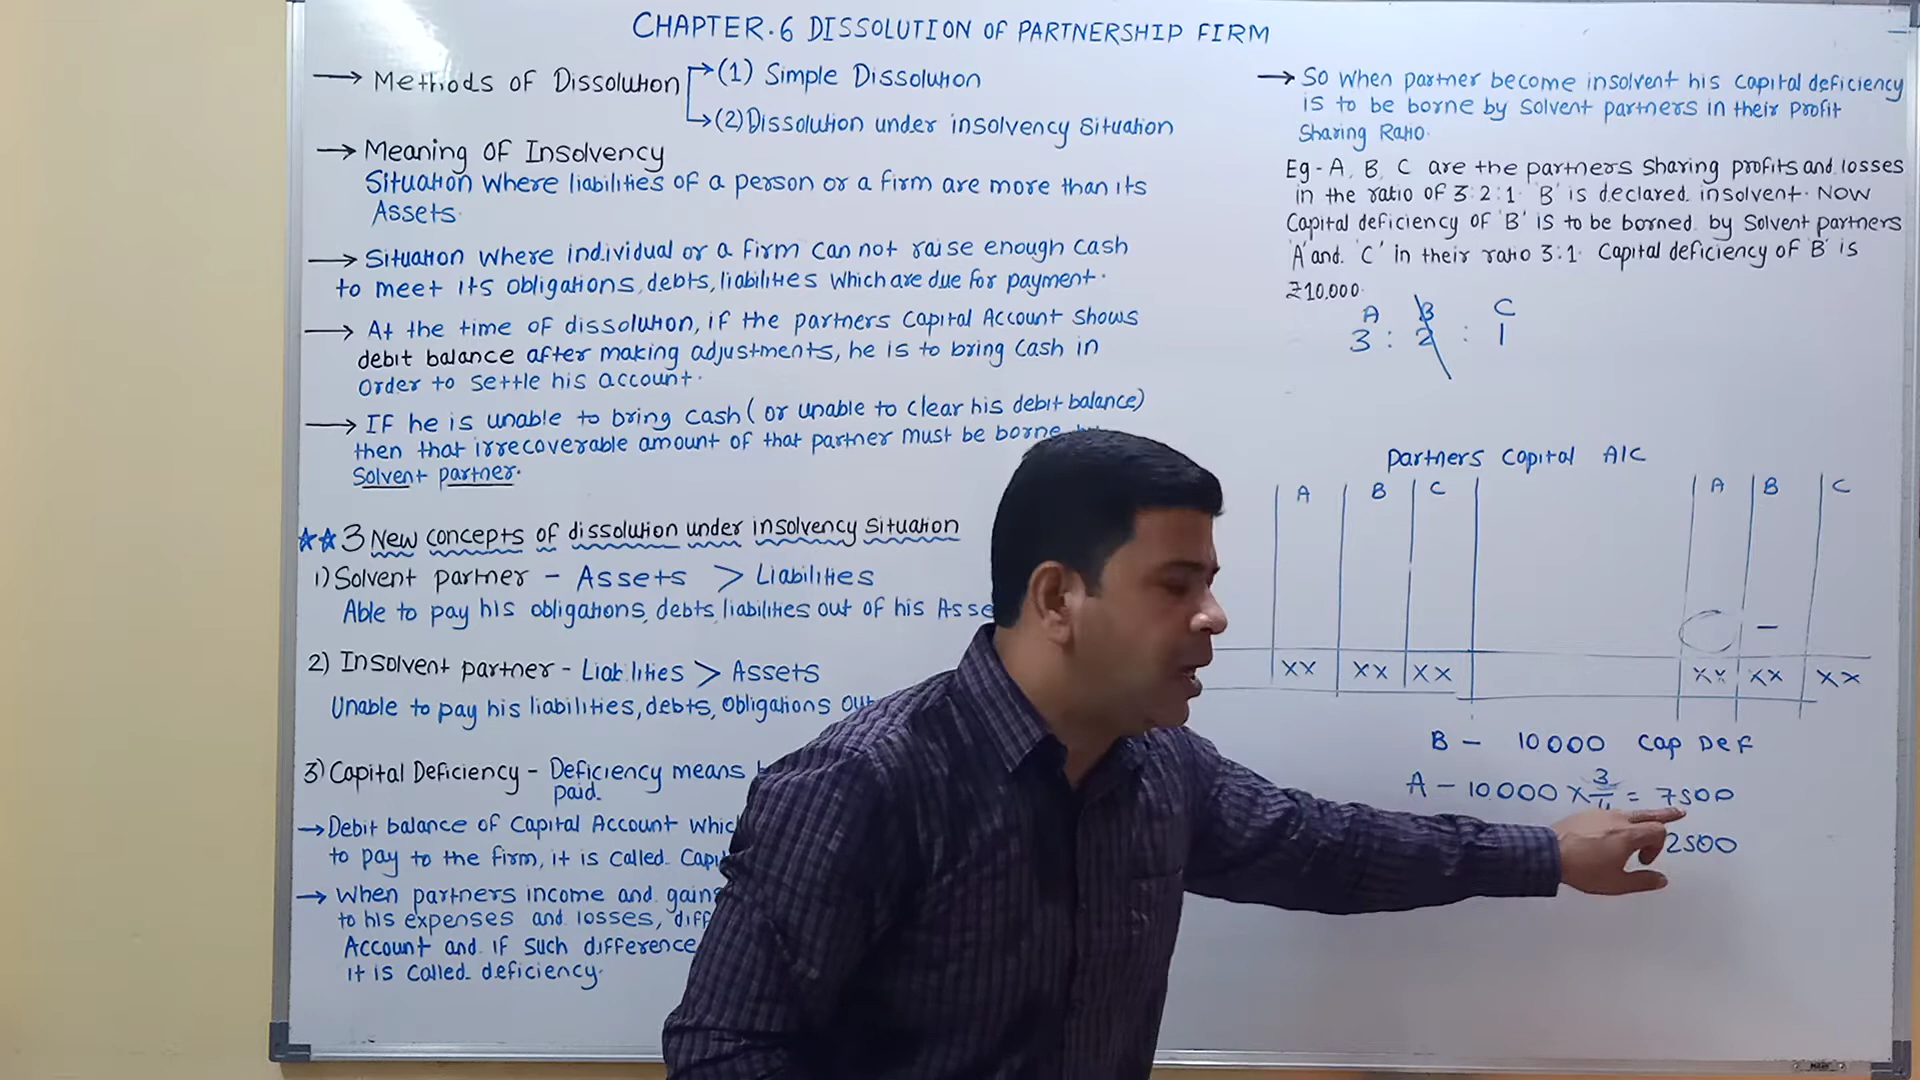 CHAPTER.6 DISSOLUTION OF PARTNERSHIP FIRM
→ Methods of Dissolution → (1) Simple Dissolution
→ (2) Dissolution under insolvency Situation
→ Meaning of Insolvency
Situation where liabilities of a person or a firm are more than its
Assets.
→ Situation where individual or a firm can not raise enough cash
to meet its obligations, debts, liabilities which are due for payment.
→ At the time of dissolution, if the partners Capital Account shows
debit balance after making adjustments, he is to bring cash in
order to settle his account.
→ If he is unable to bring cash (or unable to clear his debit balance)
then that irrecoverable amount of that partner must be borne
Solvent partner.
★★ 3 New concepts of dissolution under insolvency situation
1) Solvent partner - Assets > Liabilities
Able to pay his obligations, debts, liabilities out of his Asse
2) Insolvent partner - Liabilities > Assets
Unable to pay his liabilities, debts, obligations out
3) Capital Deficiency - Deficiency means
paid.
→ Debit balance of Capital Account whic
to pay to the firm, it is called Capi
→ When partners income and gains
to his expenses and losses, diff
Account and if such difference
it is called deficiency.
→ So when partner become insolvent his capital deficiency
is to be borne by solvent partners in their profit
Sharing Ratio.
Eg- A, B, C are the partners sharing profits and losses
in the ratio of 3:2:1. 'B' is declared insolvent. Now
Capital deficiency of 'B' is to be borned by solvent partners
'A' and 'C' in their ratio 3:1. Capital deficiency of 'B' is
₹10,000.
A B C
3 : 2 : 1
Partners Capital A/C
A B C A B C
-
XX XX XX XX XX XX
B - 10000 Cap Def
A - 10000 × 3/4 = 7500
2500